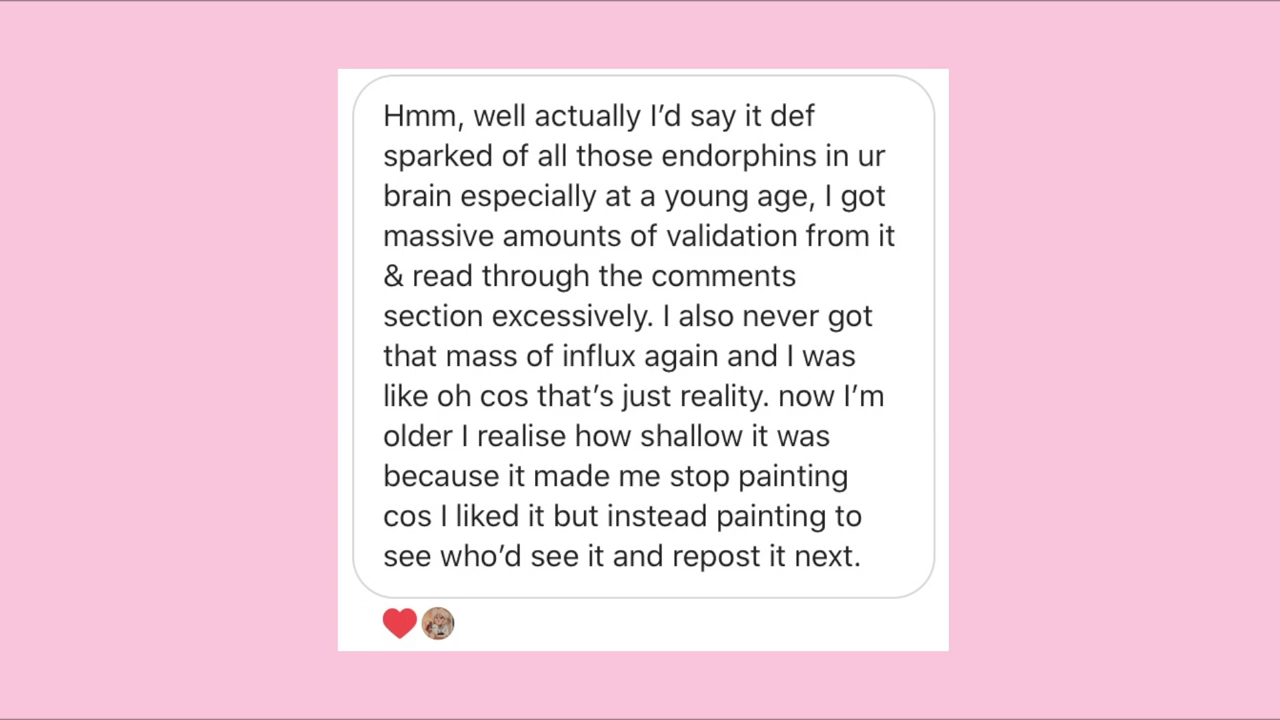 Hmm, well actually I’d say it def
sparked of all those endorphins in ur
brain especially at a young age, I got
massive amounts of validation from it
& read through the comments
section excessively. I also never got
that mass of influx again and I was
like oh cos that’s just reality. now I’m
older I realise how shallow it was
because it made me stop painting
cos I liked it but instead painting to
see who’d see it and repost it next.